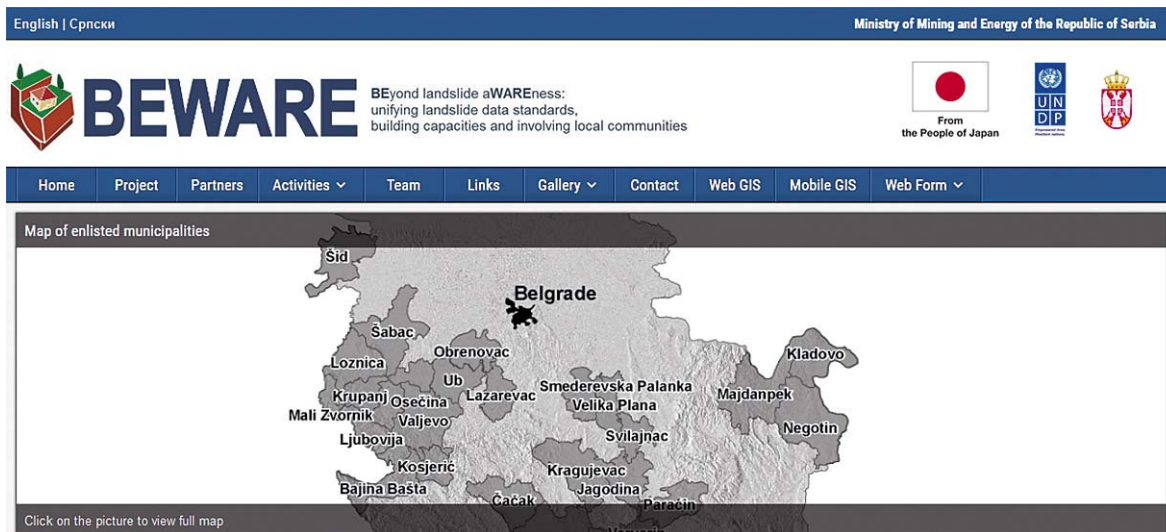 English | Српски
Ministry of Mining and Energy of the Republic of Serbia
BEWARE
BEyond landslide aWAREness:
unifying landslide data standards,
building capacities and involving local communities
From
the People of Japan
UN
DP
Home Project Partners Activities Team Links Gallery Contact Web GIS Mobile GIS Web Form
Map of enlisted municipalities
Šid
Belgrade
Šabac
Obrenovac
Kladovo
Loznica
Ub
Smederevska Palanka
Krupanj
Osečina
Lazarevac
Majdanpek
Mali Zvornik
Velika Plana
Valjevo
Negotin
Ljubovija
Svilajnac
Kosjerić
Kragujevac
Bajina Bašta
Jagodina
Čačak
Paraćin
Click on the picture to view full map